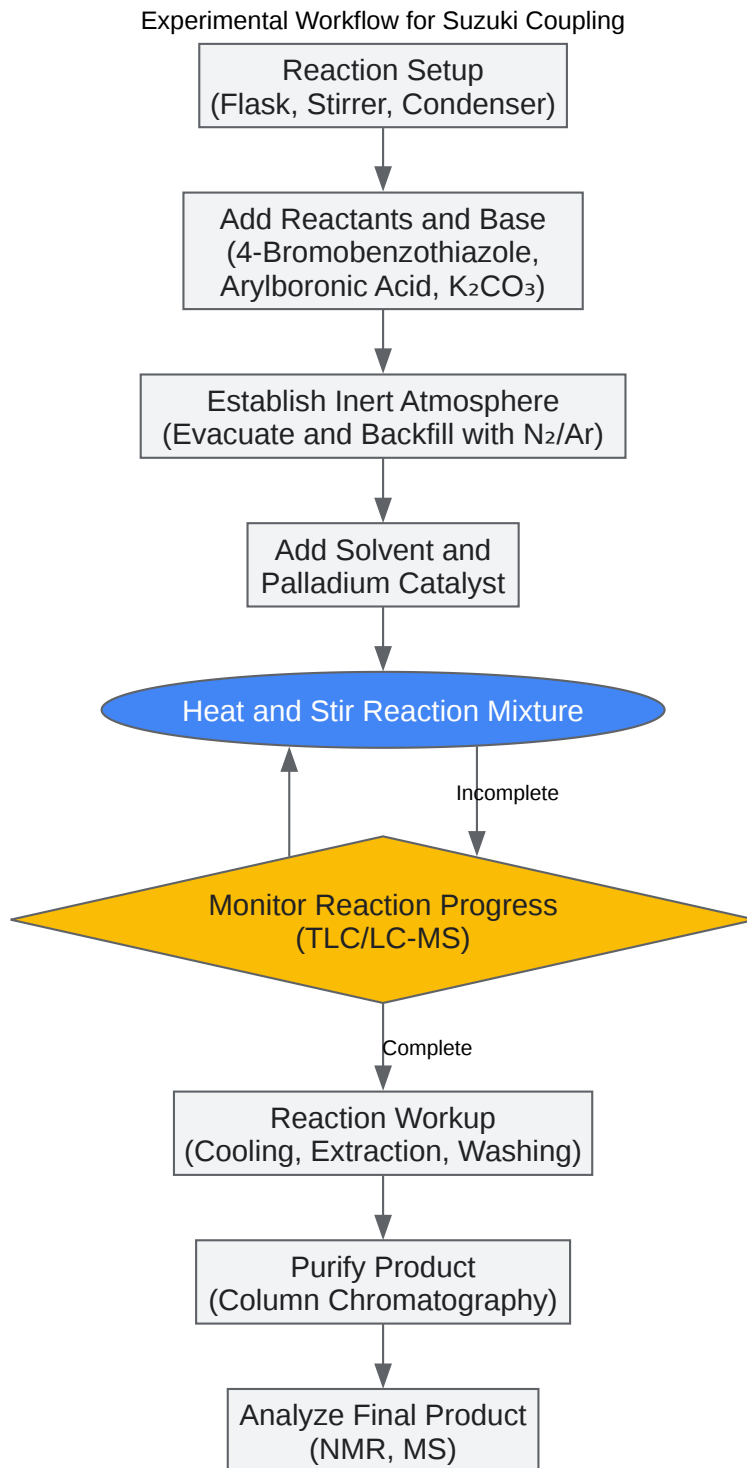 Experimental Workflow for Suzuki Coupling
Reaction Setup
(Flask, Stirrer, Condenser)
Add Reactants and Base
(4-Bromobenzothiazole,
Arylboronic Acid, K₂CO₃)
Establish Inert Atmosphere
(Evacuate and Backfill with N₂/Ar)
Add Solvent and
Palladium Catalyst
Heat and Stir Reaction Mixture
Incomplete
Monitor Reaction Progress
(TLC/LC-MS)
Complete
Reaction Workup
(Cooling, Extraction, Washing)
Purify Product
(Column Chromatography)
Analyze Final Product
(NMR, MS)